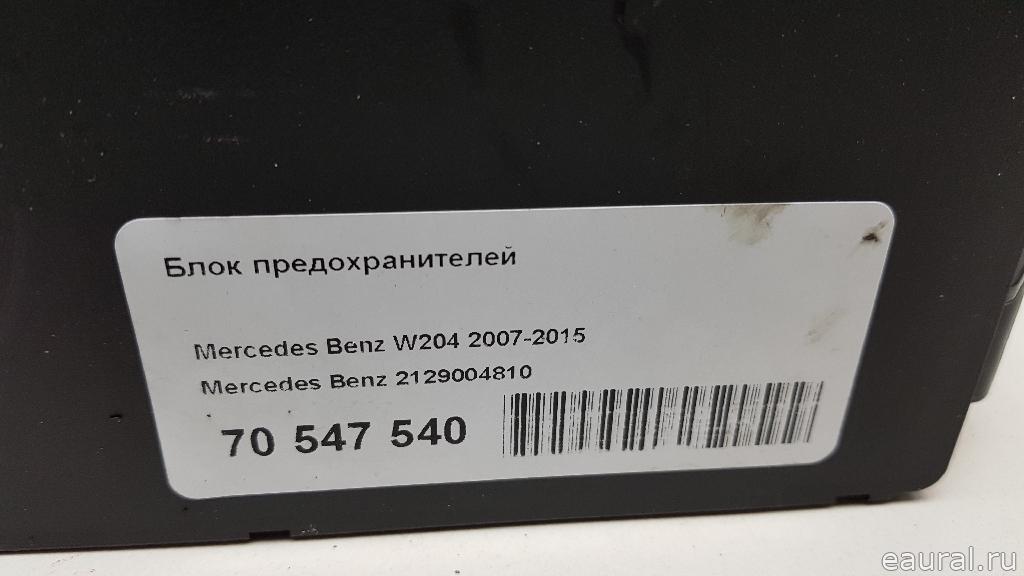 Блок предохранителей
Mercedes Benz W204 2007-2015
Mercedes Benz 2129004810
70 547 540
eaural.ru